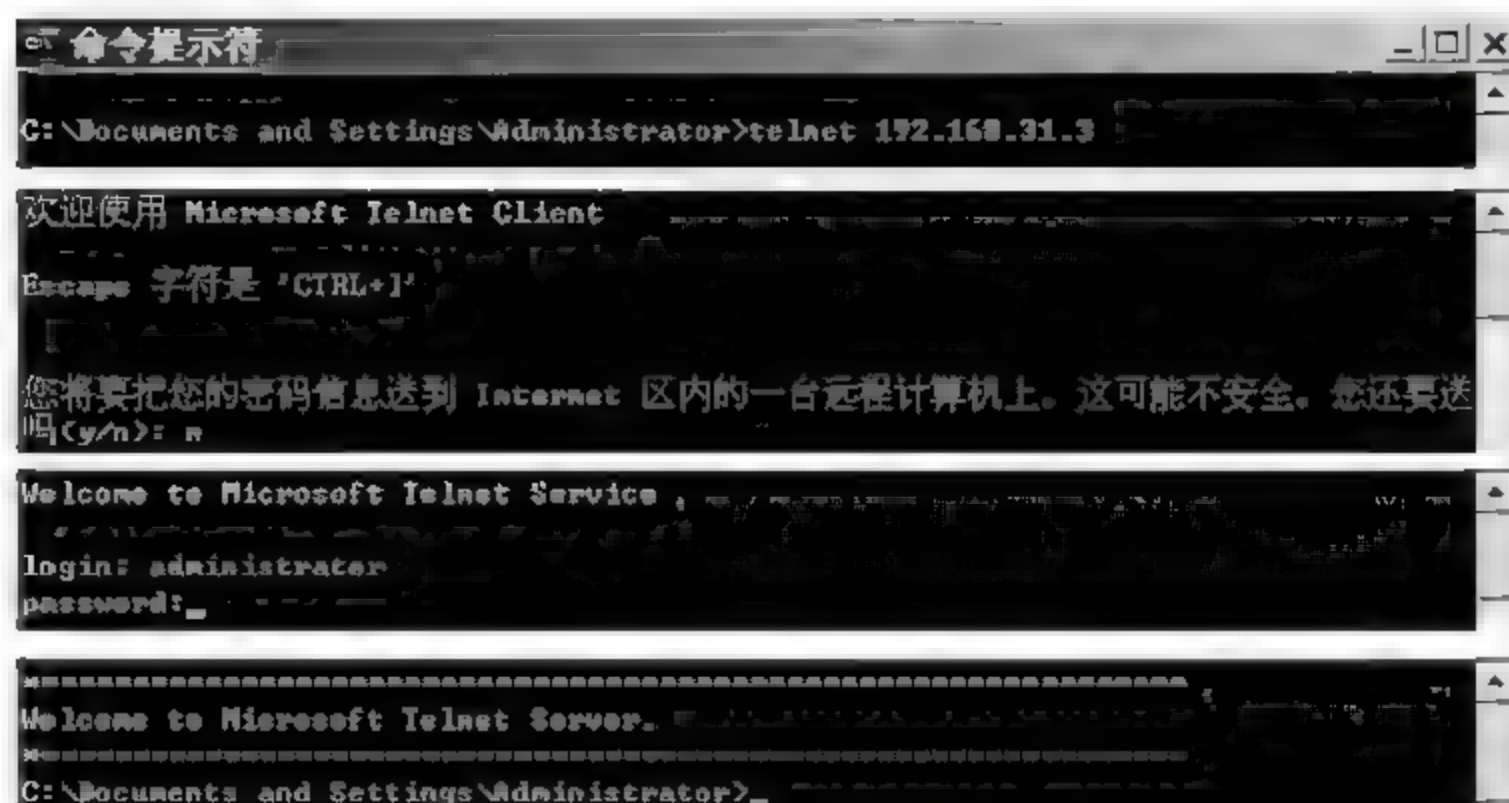 命令提示符
C:\Documents and Settings\Administrator>telnet 192.168.31.3
欢迎使用 Microsoft Telnet Client
Escape 字符是 'CTRL+]'
您将要把您的密码信息送到 Internet 区内的一台远程计算机上。这可能不安全。您还要送
吗(y/n): n
Welcome to Microsoft Telnet Service
login: administrator
password:_
*===============================================================
Welcome to Microsoft Telnet Server.
*===============================================================
C:\Documents and Settings\Administrator>_